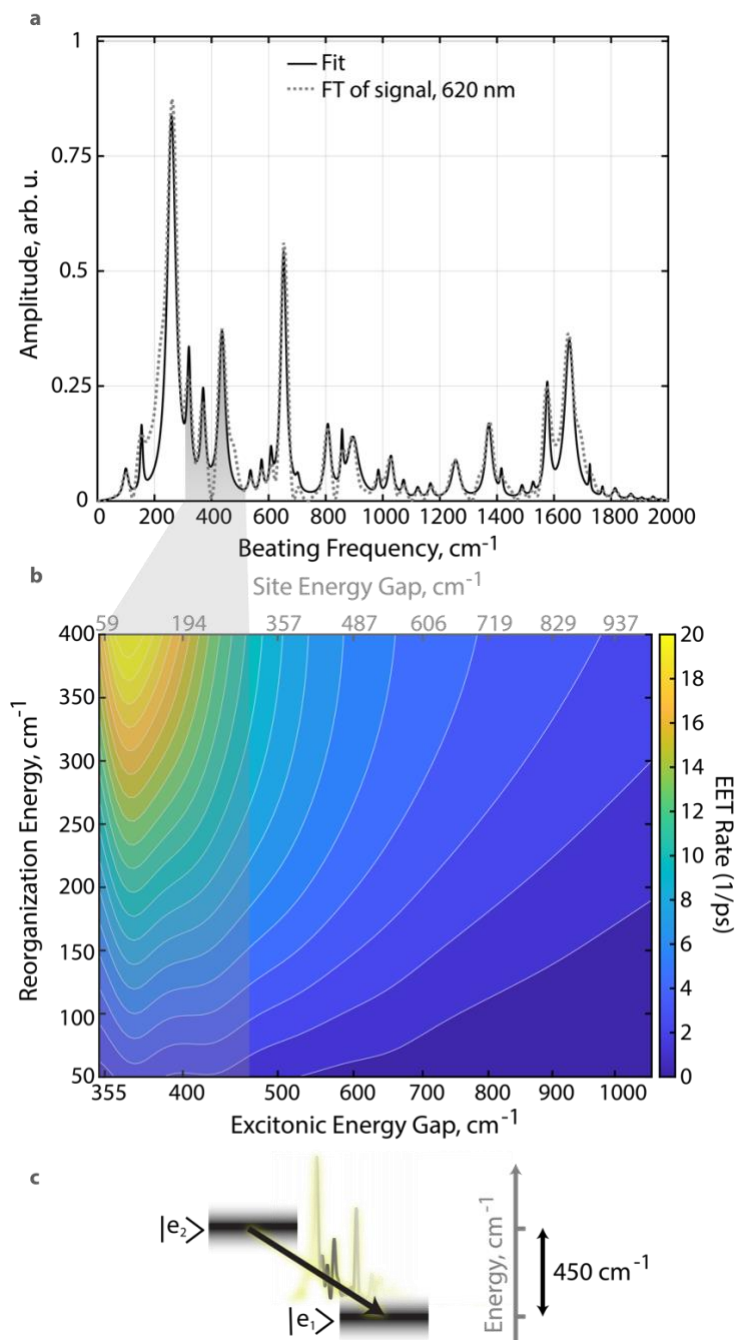 a
1
Fit
FT of signal, 620 nm
0.75
0.5
0.25
0
Amplitude, arb. u.
0 200 400 600 800 1000 1200 1400 1600 1800 2000
Beating Frequency, cm-1
b
Site Energy Gap, cm-1
59 194 357 487 606 719 829 937
400
350
300
250
200
150
100
50
Reorganization Energy, cm-1
20
18
16
14
12
10
8
6
4
2
0
EET Rate (1/ps)
355 400 500 600 700 800 900 1000
Excitonic Energy Gap, cm-1
c
|e2>
|e1>
Energy, cm-1
450 cm-1